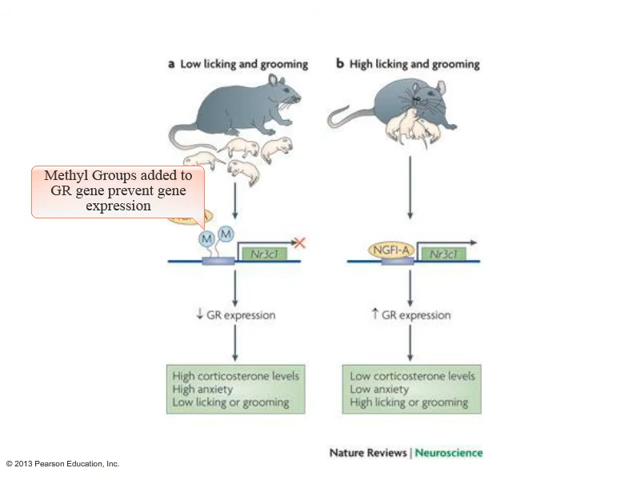 a Low licking and grooming
b High licking and grooming
Methyl Groups added to
GR gene prevent gene
expression
M M
Nr3c1
NGFI-A
Nr3c1
↓ GR expression
↑ GR expression
High corticosterone levels
High anxiety
Low licking or grooming
Low corticosterone levels
Low anxiety
High licking or grooming
Nature Reviews | Neuroscience
© 2013 Pearson Education, Inc.